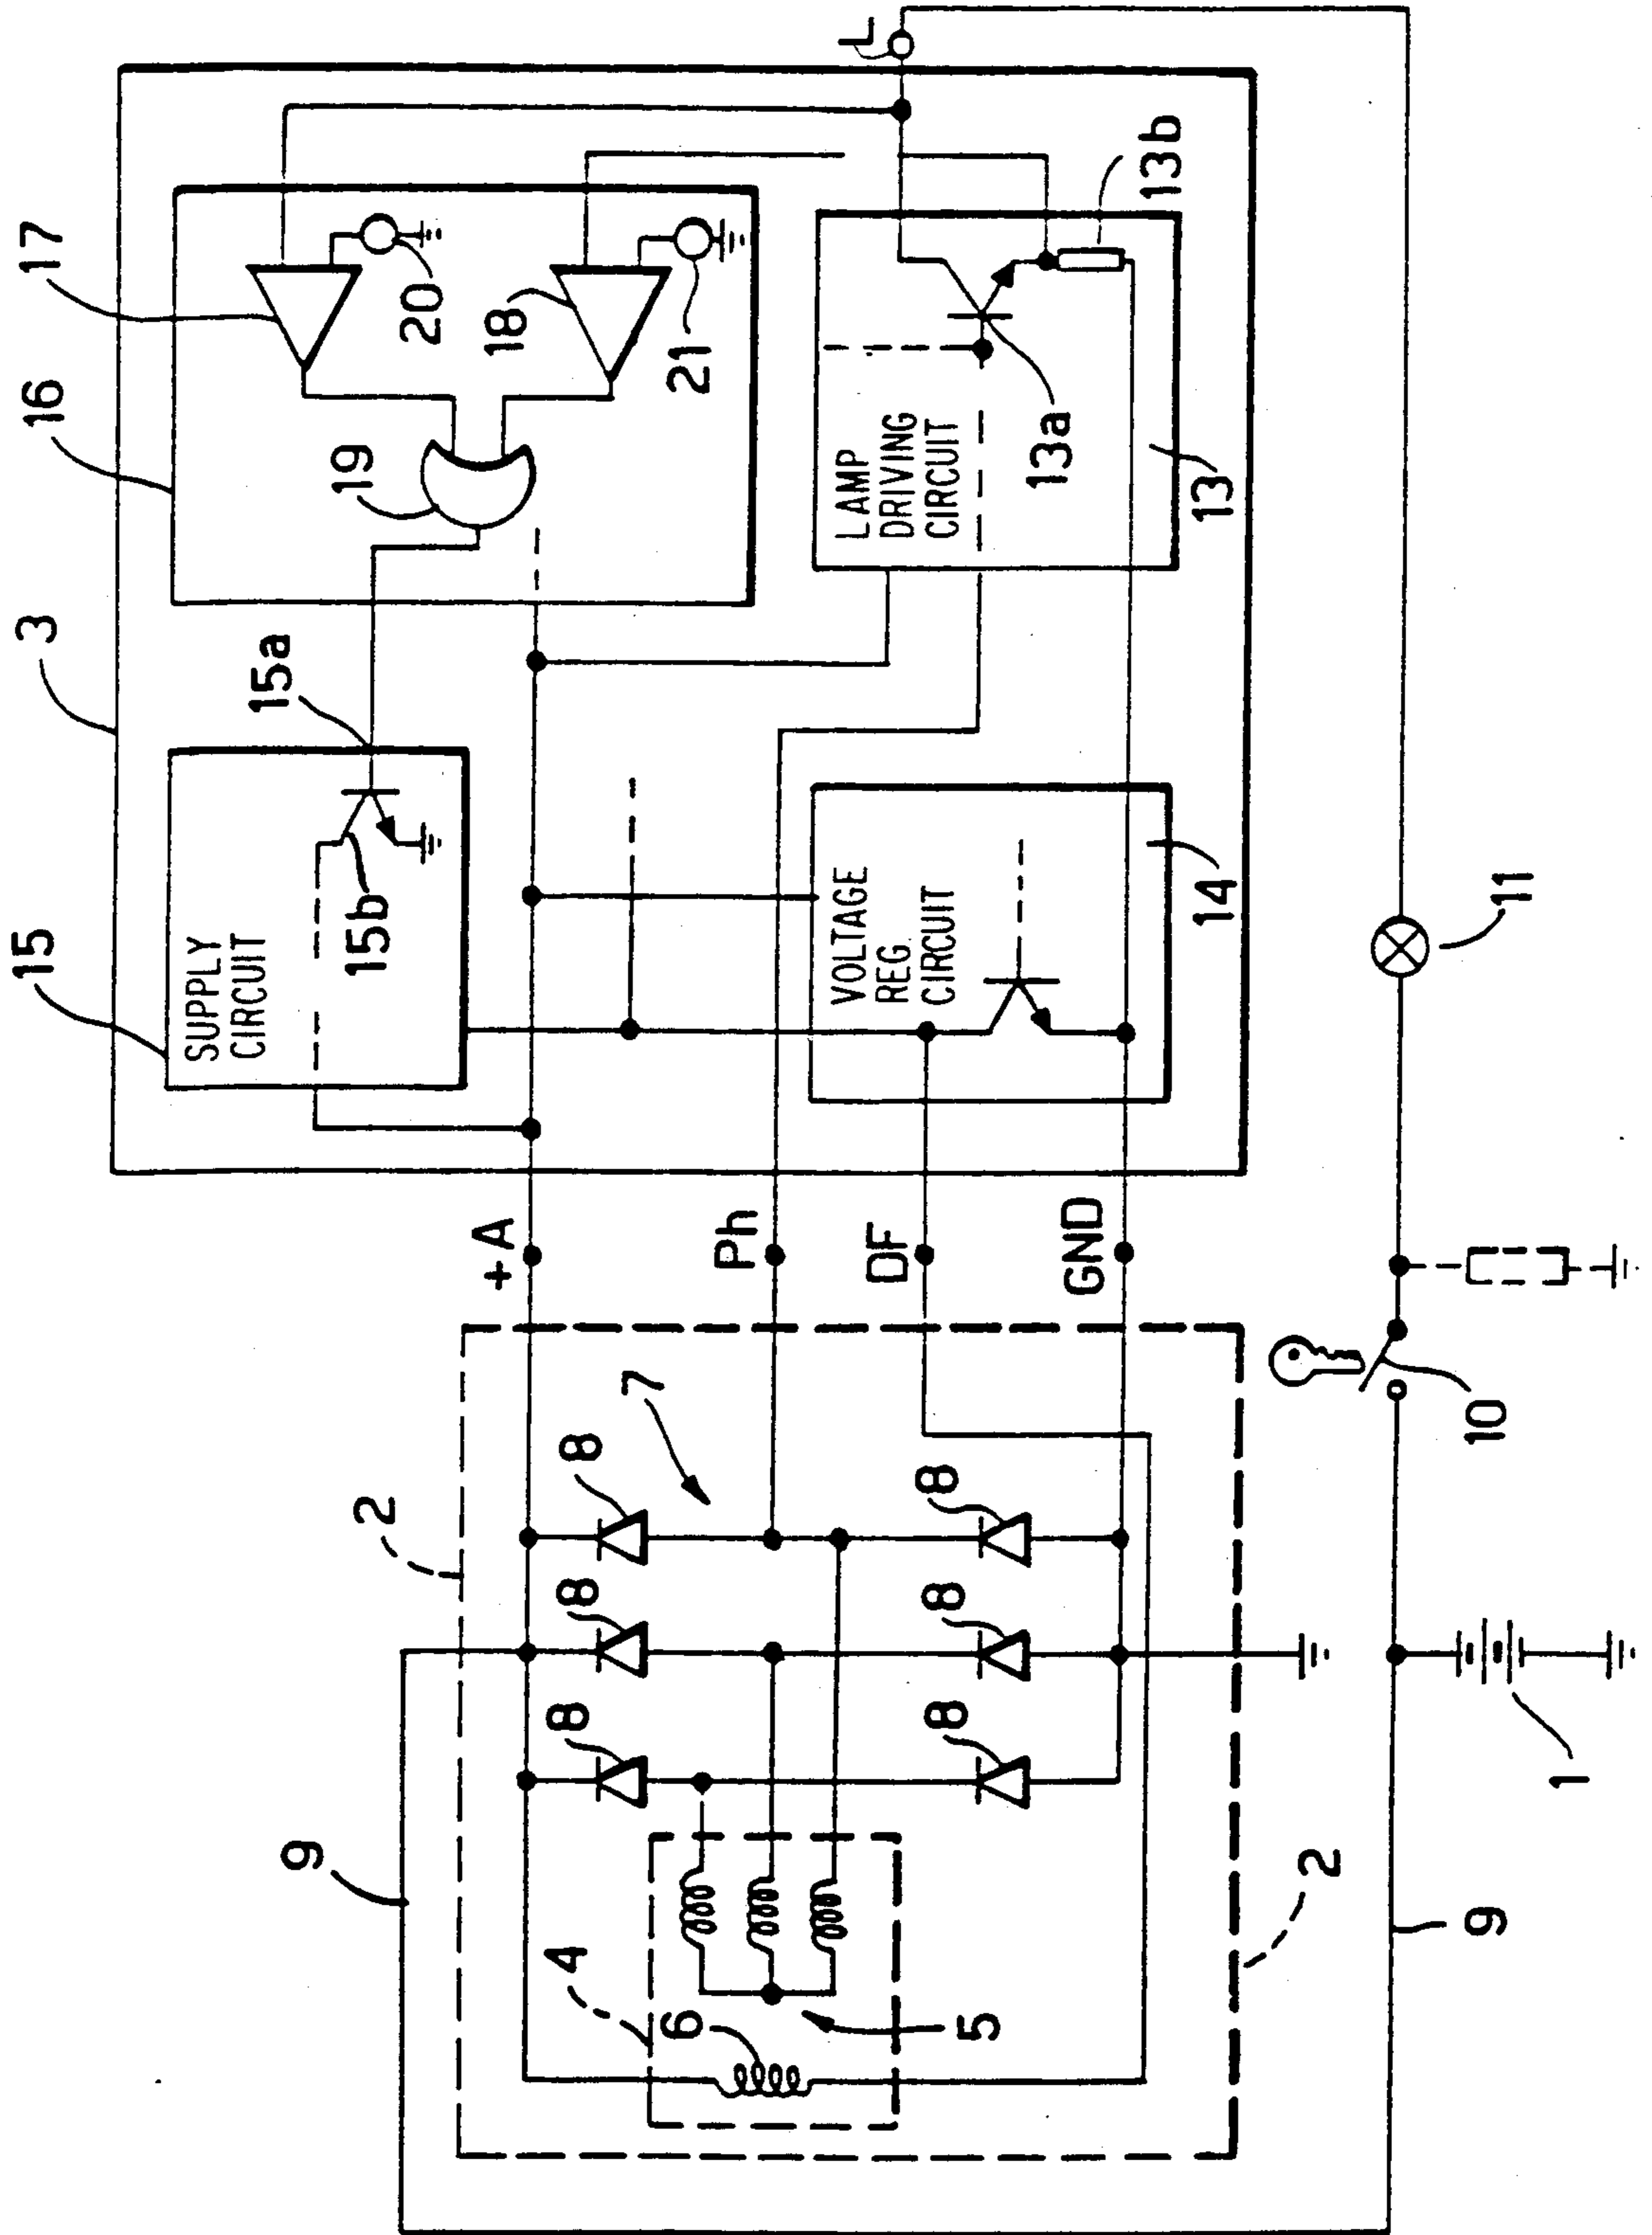 3
15
SUPPLY
CIRCUIT
15b
15a
16
17
20
18
21
19
L
LAMP
DRIVING
CIRCUIT
13a
13b
13
VOLTAGE
REG.
CIRCUIT
14
+A
Ph
DF
GND
2
7
8
8
8
8
8
8
9
4
6
5
2
9
1
10
11